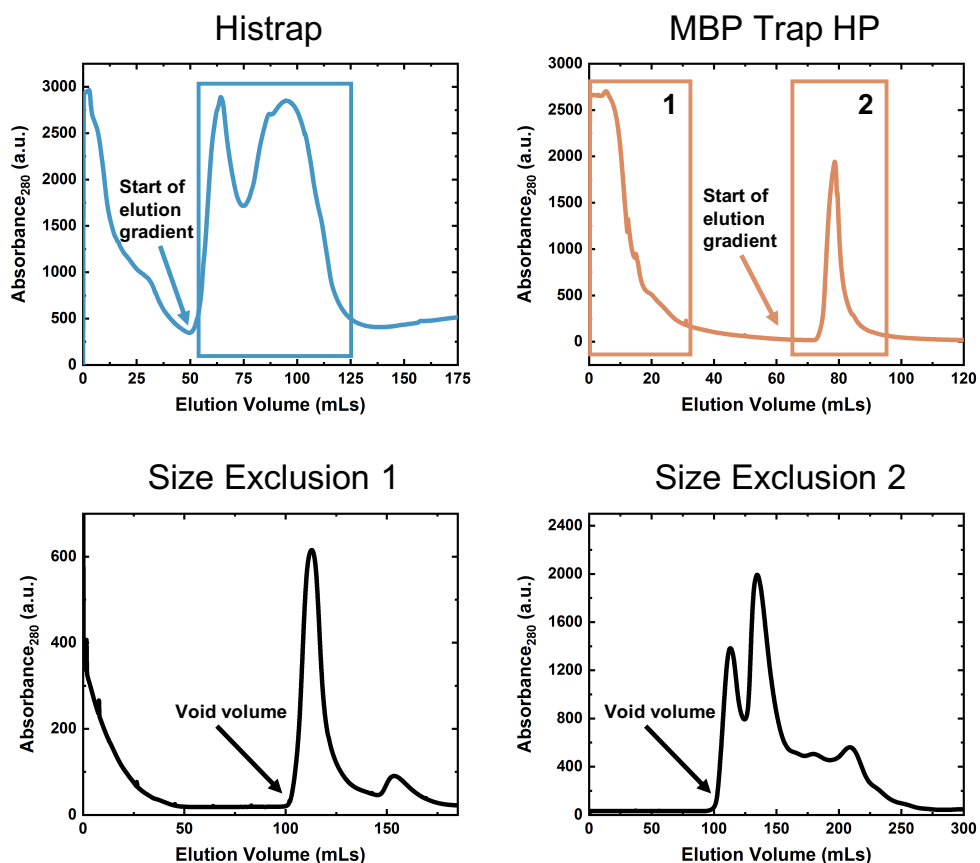 Histrap
MBP Trap HP
3000
2500
2000
1500
1000
500
0
Absorbance₂₈₀ (a.u.)
Start of
elution
gradient
0 25 50 75 100 125 150 175
Elution Volume (mLs)
3000
2500
2000
1500
1000
500
0
Absorbance₂₈₀ (a.u.)
1
2
Start of
elution
gradient
0 20 40 60 80 100 120
Elution Volume (mLs)
Size Exclusion 1
Size Exclusion 2
600
400
200
0
Absorbance₂₈₀ (a.u.)
Void volume
0 50 100 150
Elution Volume (mLs)
2400
2000
1600
1200
800
400
0
Absorbance₂₈₀ (a.u.)
Void volume
0 50 100 150 200 250 300
Elution Volume (mLs)